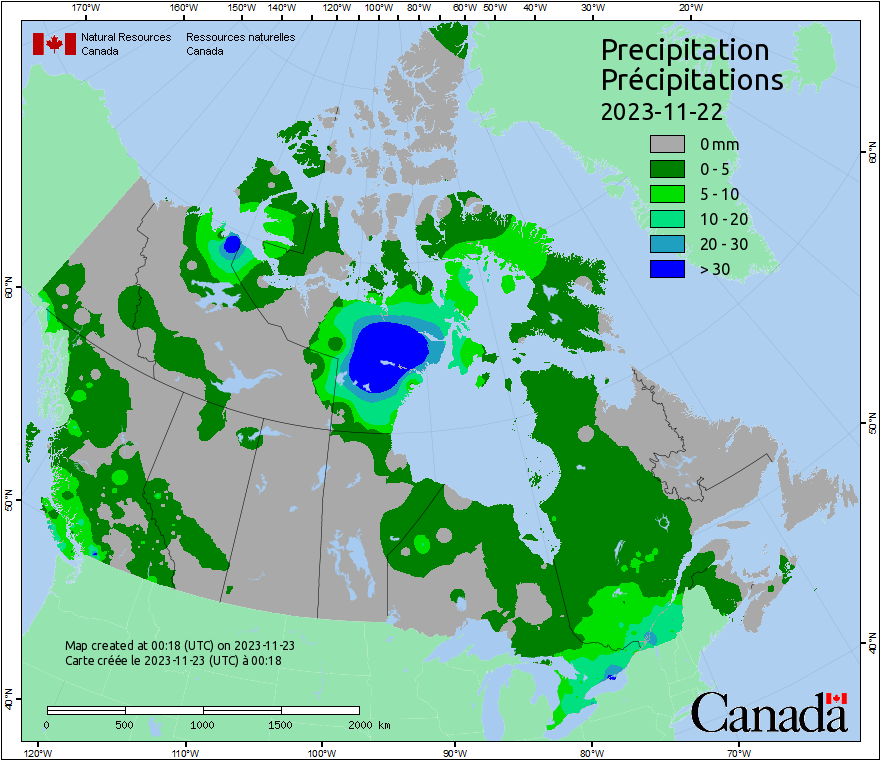 170°W 160°W 150°W 140°W 130°W 120°W 110°W 100°W 90°W 80°W 70°W 60°W 50°W 40°W 30°W 20°W
Natural Resources Ressources naturelles
Canada Canada
Precipitation
Précipitations
2023-11-22
0 mm
0 - 5
5 - 10
10 - 20
20 - 30
> 30
60°N
60°N
50°N
50°N
40°N
40°N
Map created at 00:18 (UTC) on 2023-11-23
Carte créée le 2023-11-23 (UTC) à 00:18
0 500 1000 1500 2000 km
Canada
120°W 110°W 100°W 90°W 80°W 70°W